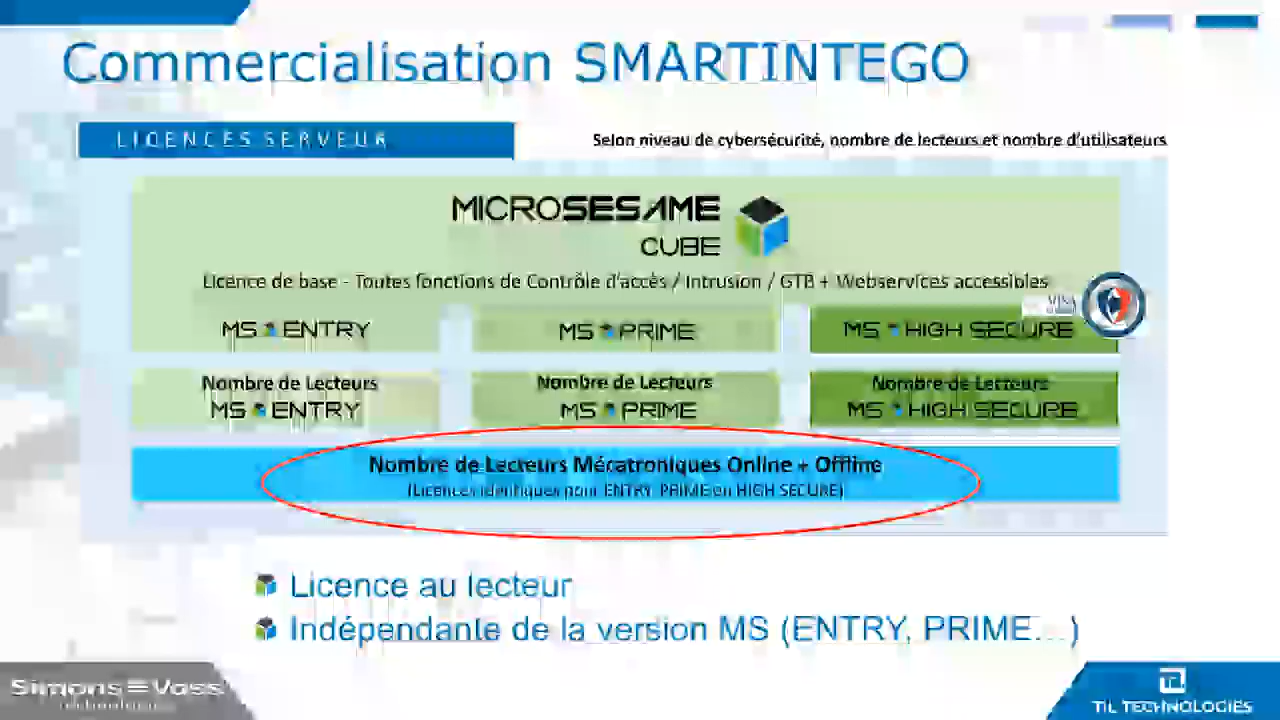 Commercialisation SMARTINTEGO
LICENCES SERVEUR
Selon niveau de cybersécurité, nombre de lecteurs et nombre d'utilisateurs
MICROSESAME
CUBE
Licence de base - Toutes fonctions de Contrôle d'accès / Intrusion / GTB + Webservices accessibles
VISA
MS ENTRY
MS PRIME
MS HIGH SECURE
Nombre de Lecteurs
MS ENTRY
Nombre de Lecteurs
MS PRIME
Nombre de Lecteurs
MS HIGH SECURE
Nombre de Lecteurs Mécatroniques Online + Offline
(Licences identiques pour ENTRY, PRIME ou HIGH SECURE)
Licence au lecteur
Indépendante de la version MS (ENTRY, PRIME...)
Simons Voss
technologies
TIL TECHNOLOGIES